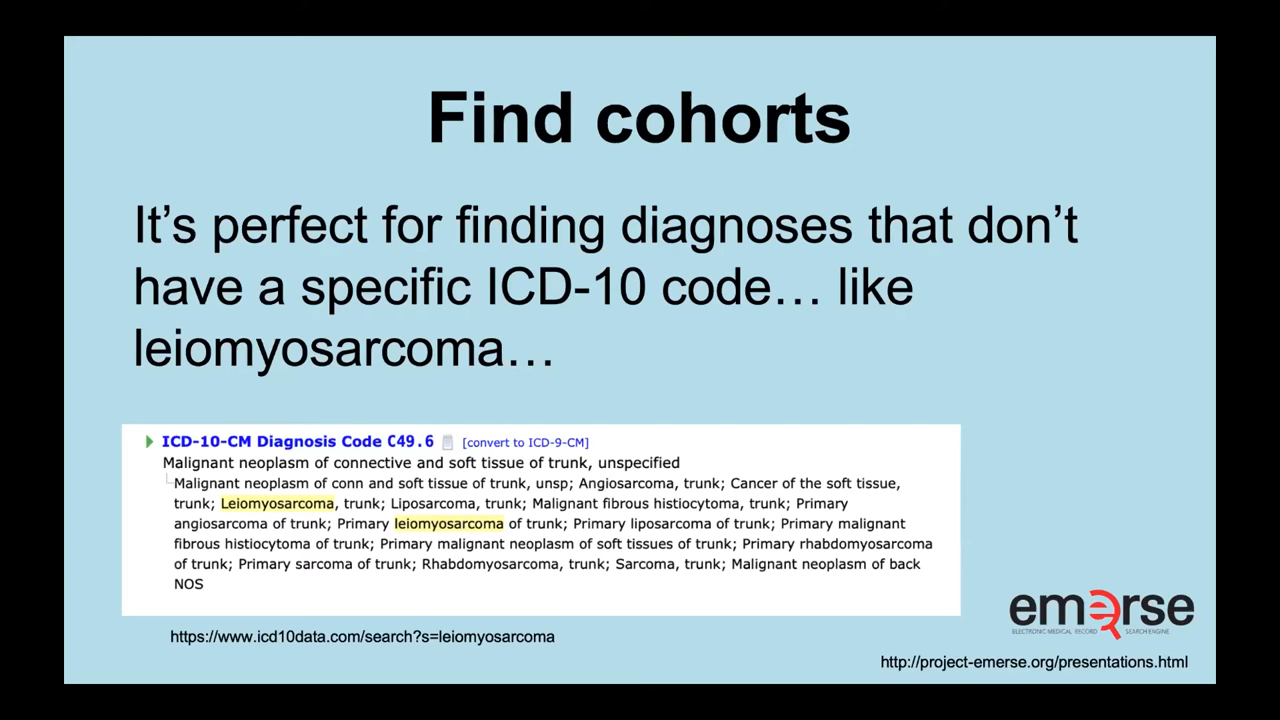 Find cohorts
It's perfect for finding diagnoses that don't
have a specific ICD-10 code… like
leiomyosarcoma…
ICD-10-CM Diagnosis Code C49.6 [convert to ICD-9-CM]
Malignant neoplasm of connective and soft tissue of trunk, unspecified
Malignant neoplasm of conn and soft tissue of trunk, unsp; Angiosarcoma, trunk; Cancer of the soft tissue,
trunk; Leiomyosarcoma, trunk; Liposarcoma, trunk; Malignant fibrous histiocytoma, trunk; Primary
angiosarcoma of trunk; Primary leiomyosarcoma of trunk; Primary liposarcoma of trunk; Primary malignant
fibrous histiocytoma of trunk; Primary malignant neoplasm of soft tissues of trunk; Primary rhabdomyosarcoma
of trunk; Primary sarcoma of trunk; Rhabdomyosarcoma, trunk; Sarcoma, trunk; Malignant neoplasm of back
NOS
https://www.icd10data.com/search?s=leiomyosarcoma
emerse
ELECTRONIC MEDICAL RECORD SEARCH ENGINE
http://project-emerse.org/presentations.html